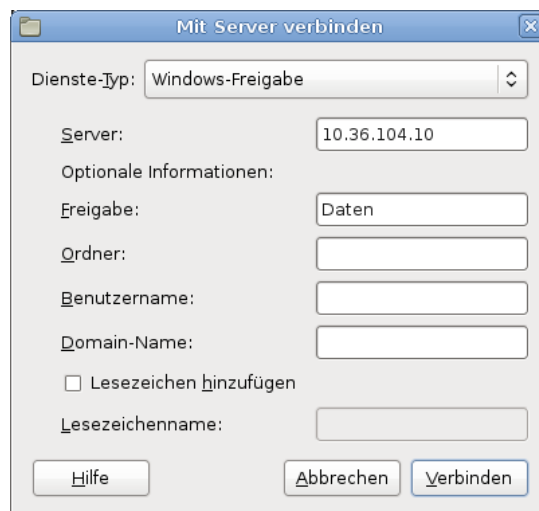 Mit Server verbinden
Dienste-Typ: Windows-Freigabe
Server: 10.36.104.10
Optionale Informationen:
Freigabe: Daten
Ordner:
Benutzername:
Domain-Name:
Lesezeichen hinzufügen
Lesezeichenname:
Hilfe Abbrechen Verbinden